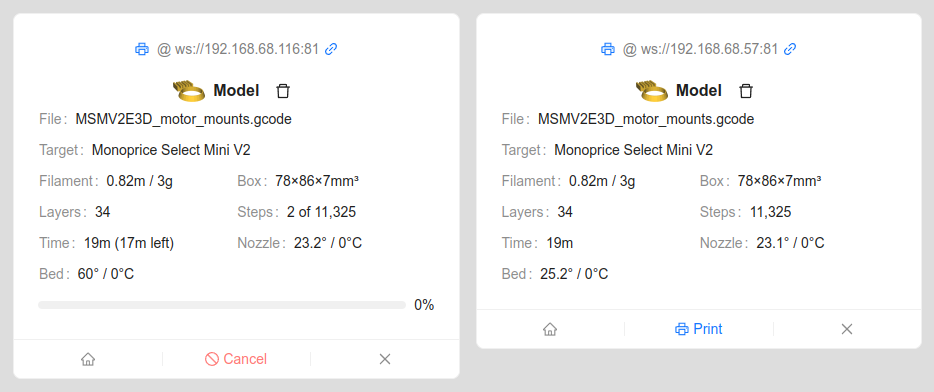 @ ws://192.168.68.116:81
Model
File: MSMV2E3D_motor_mounts.gcode
Target: Monoprice Select Mini V2
Filament: 0.82m / 3g Box: 78×86×7mm³
Layers: 34 Steps: 2 of 11,325
Time: 19m (17m left) Nozzle: 23.2° / 0°C
Bed: 60° / 0°C
0%
Cancel
@ ws://192.168.68.57:81
Model
File: MSMV2E3D_motor_mounts.gcode
Target: Monoprice Select Mini V2
Filament: 0.82m / 3g Box: 78×86×7mm³
Layers: 34 Steps: 11,325
Time: 19m Nozzle: 23.1° / 0°C
Bed: 25.2° / 0°C
Print